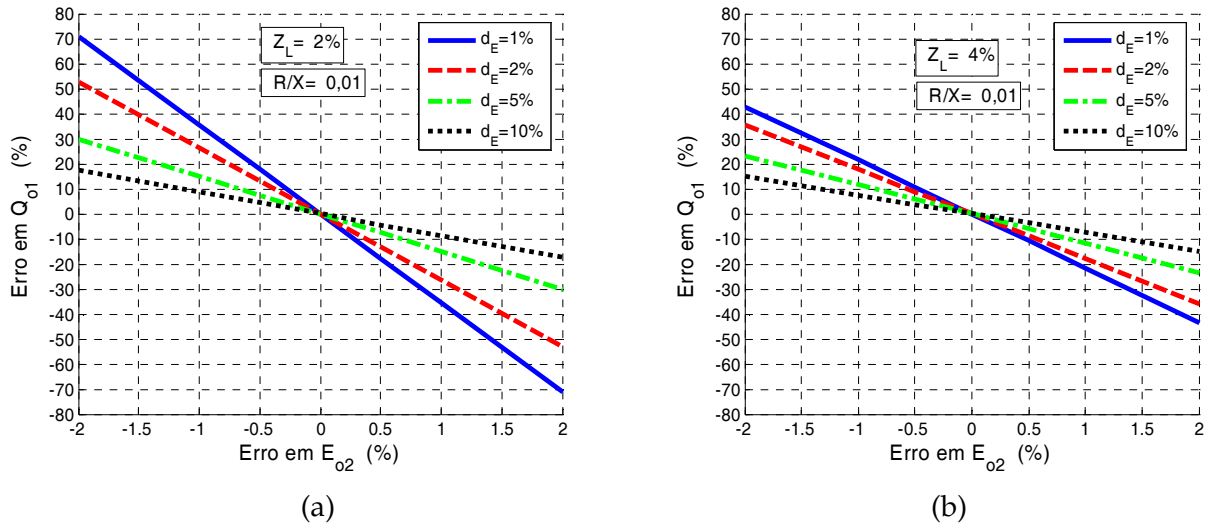 Z_L= 2%
R/X= 0,01
d_E=1%
d_E=2%
d_E=5%
d_E=10%
80
70
60
50
40
30
20
10
0
-10
-20
-30
-40
-50
-60
-70
-80
Erro em Q_o1 (%)
-2 -1.5 -1 -0.5 0 0.5 1 1.5 2
Erro em E_o2 (%)
(a)
Z_L= 4%
R/X= 0,01
d_E=1%
d_E=2%
d_E=5%
d_E=10%
80
70
60
50
40
30
20
10
0
-10
-20
-30
-40
-50
-60
-70
-80
Erro em Q_o1 (%)
-2 -1.5 -1 -0.5 0 0.5 1 1.5 2
Erro em E_o2 (%)
(b)